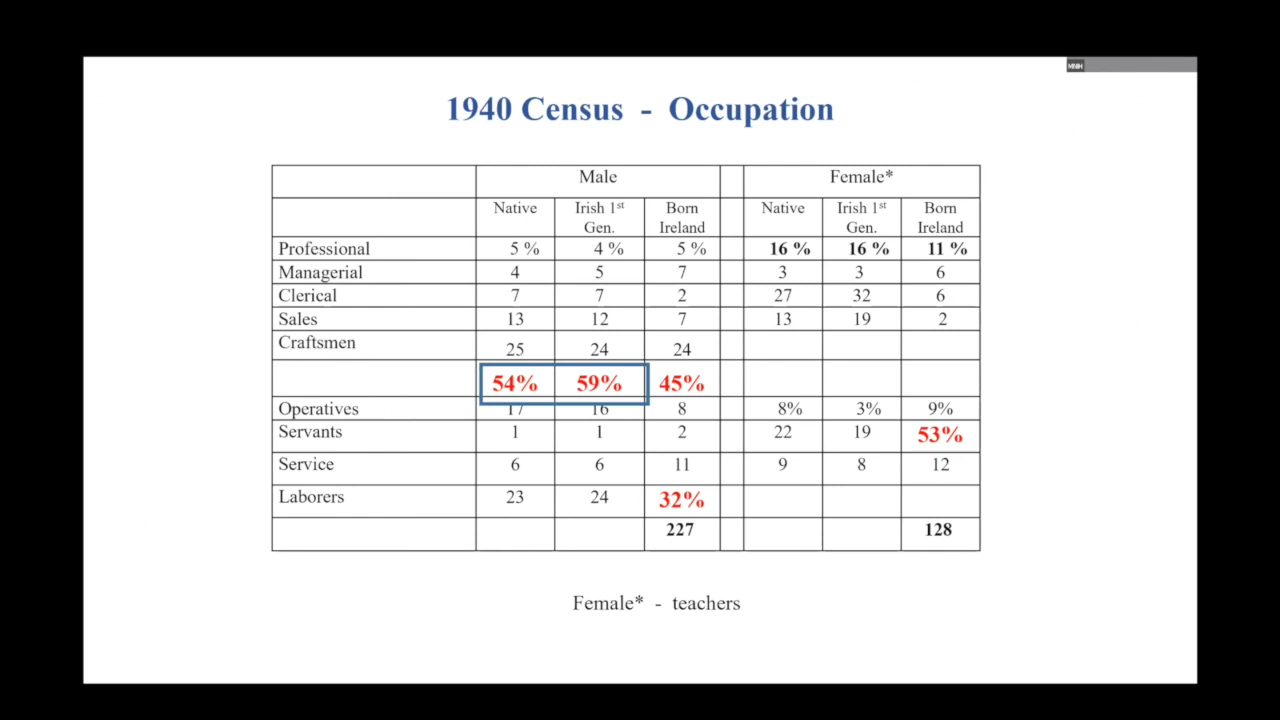 MNIH
1940 Census - Occupation
Male Female*
Native Irish 1st Gen. Born Ireland Native Irish 1st Gen. Born Ireland
Professional 5 % 4 % 5 % 16 % 16 % 11 %
Managerial 4 5 7 3 3 6
Clerical 7 7 2 27 32 6
Sales 13 12 7 13 19 2
Craftsmen 25 24 24
54% 59% 45%
Operatives 17 16 8 8% 3% 9%
Servants 1 1 2 22 19 53%
Service 6 6 11 9 8 12
Laborers 23 24 32%
227 128
Female* - teachers